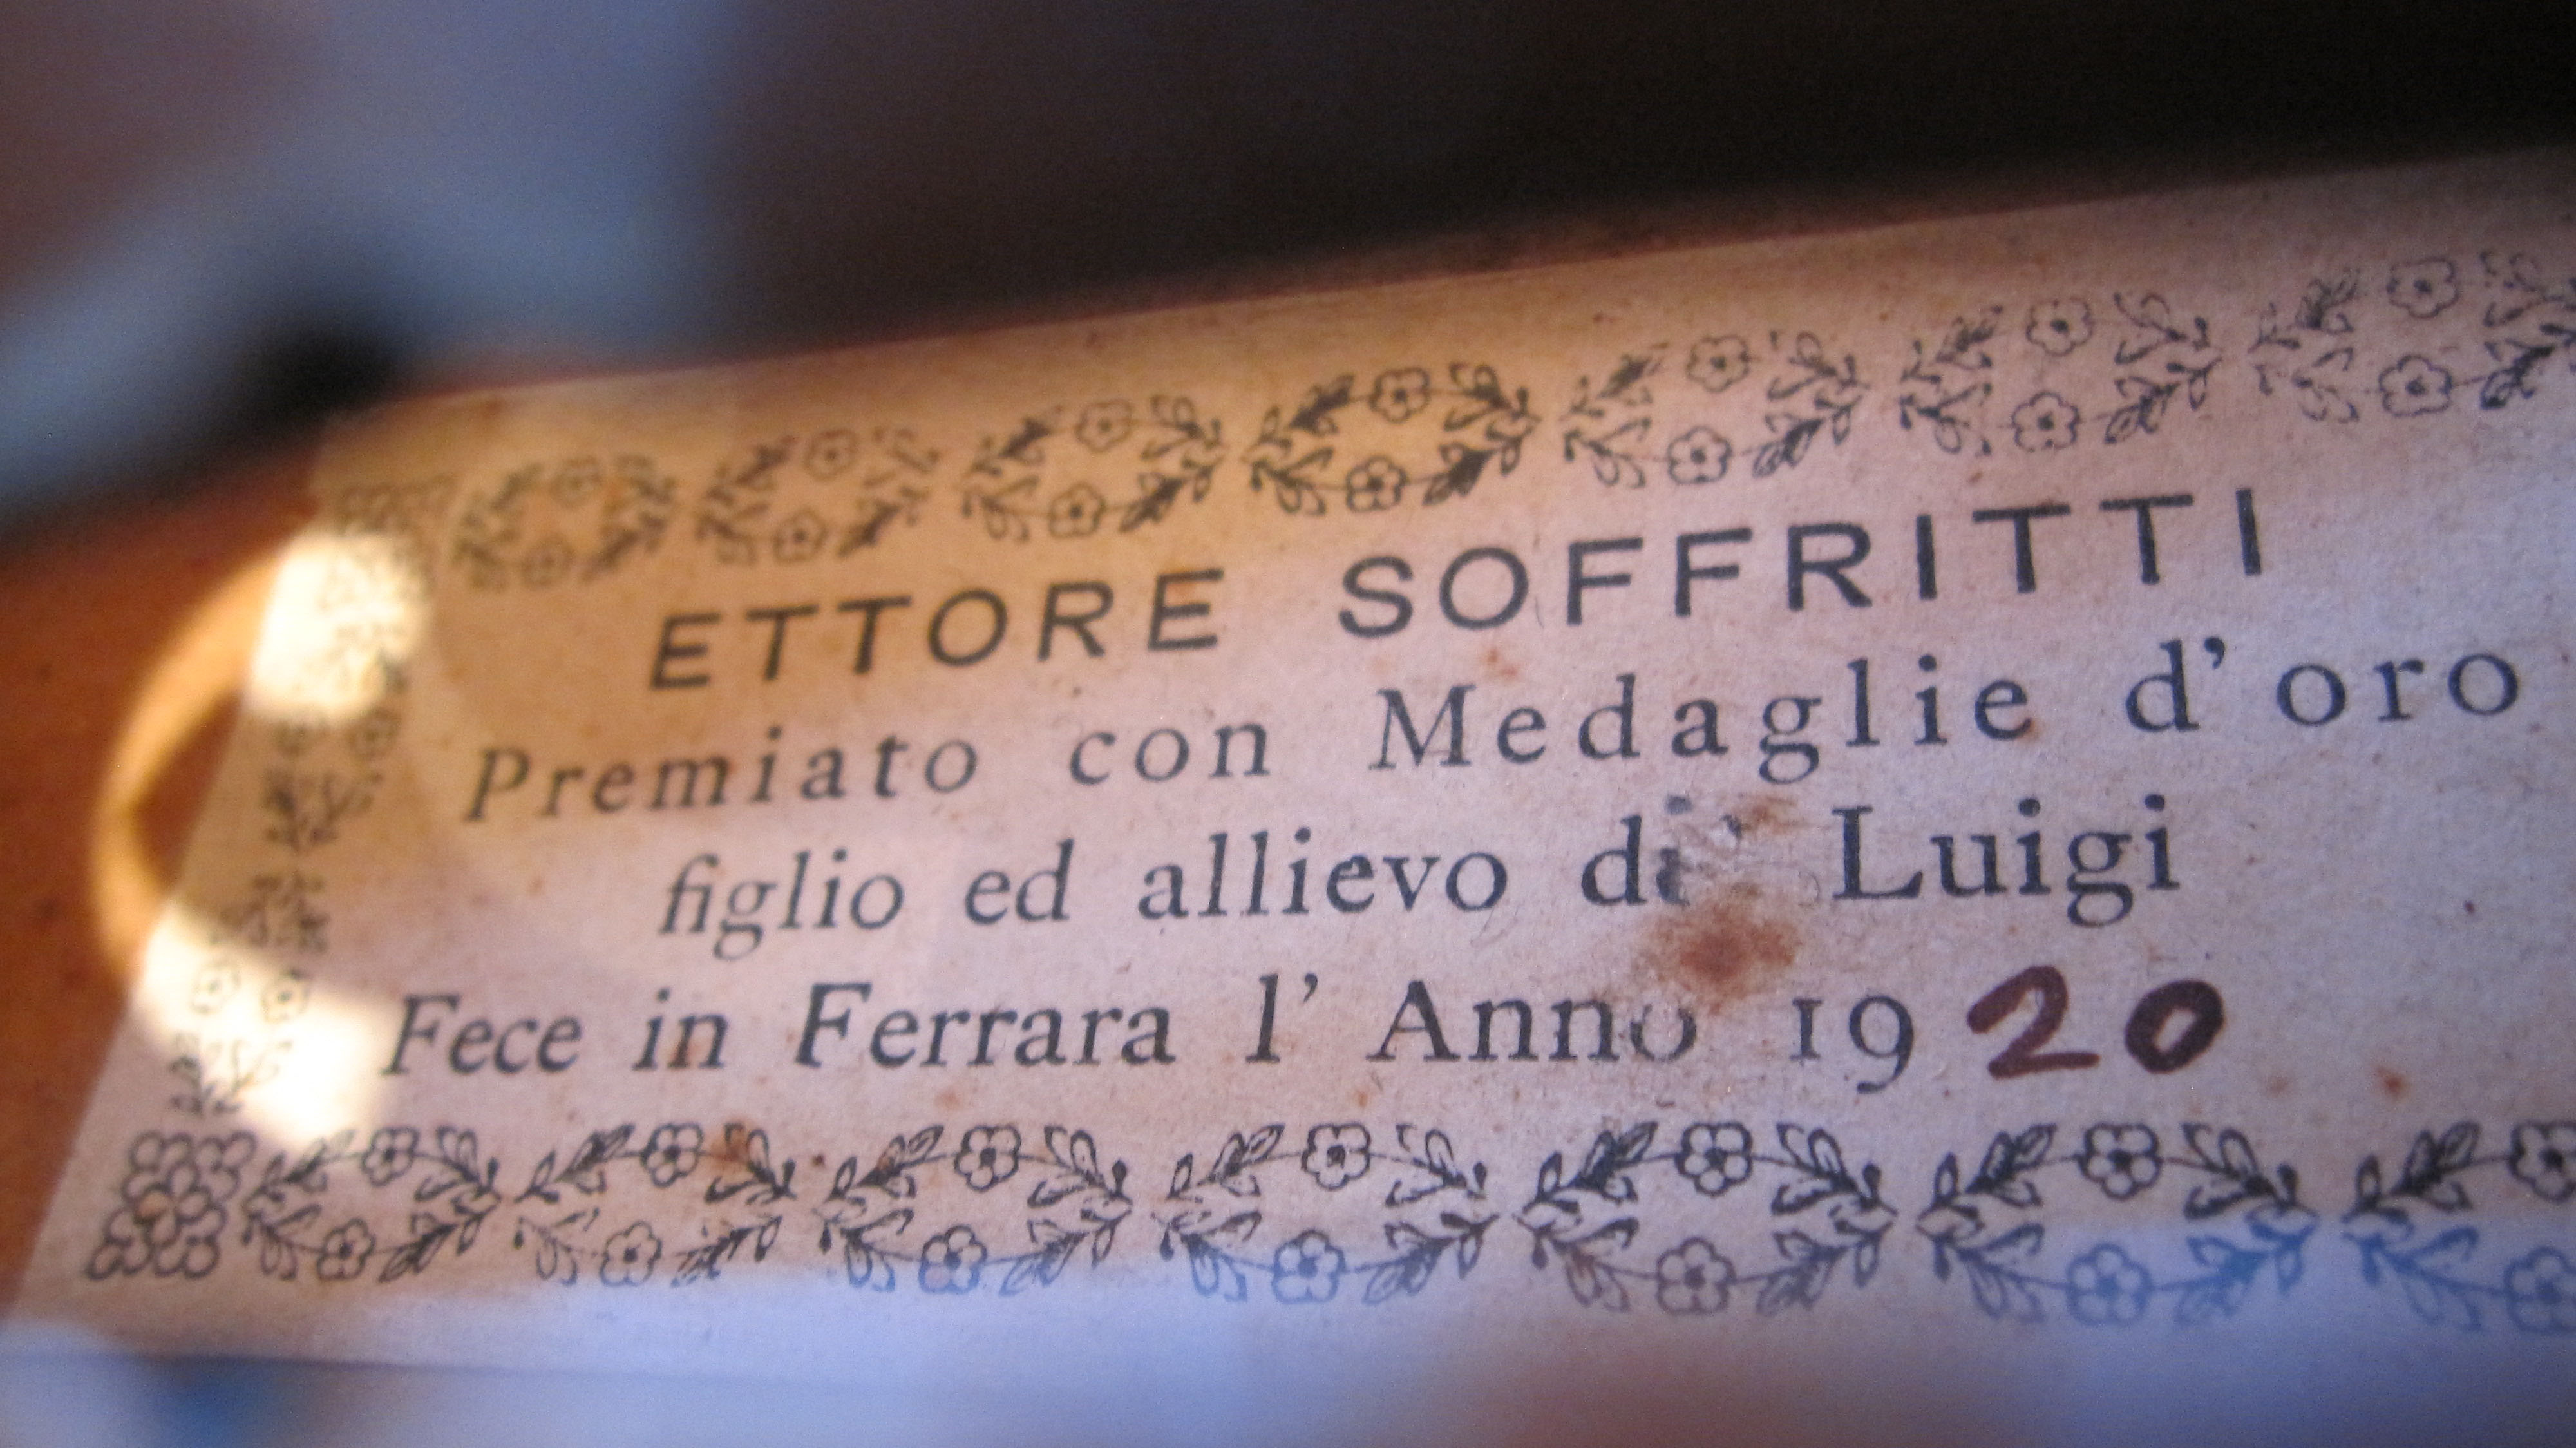 ETTORE SOFFRITTI
Premiato con Medaglie d'oro
figlio ed allievo di Luigi
Fece in Ferrara l' Anno 1920